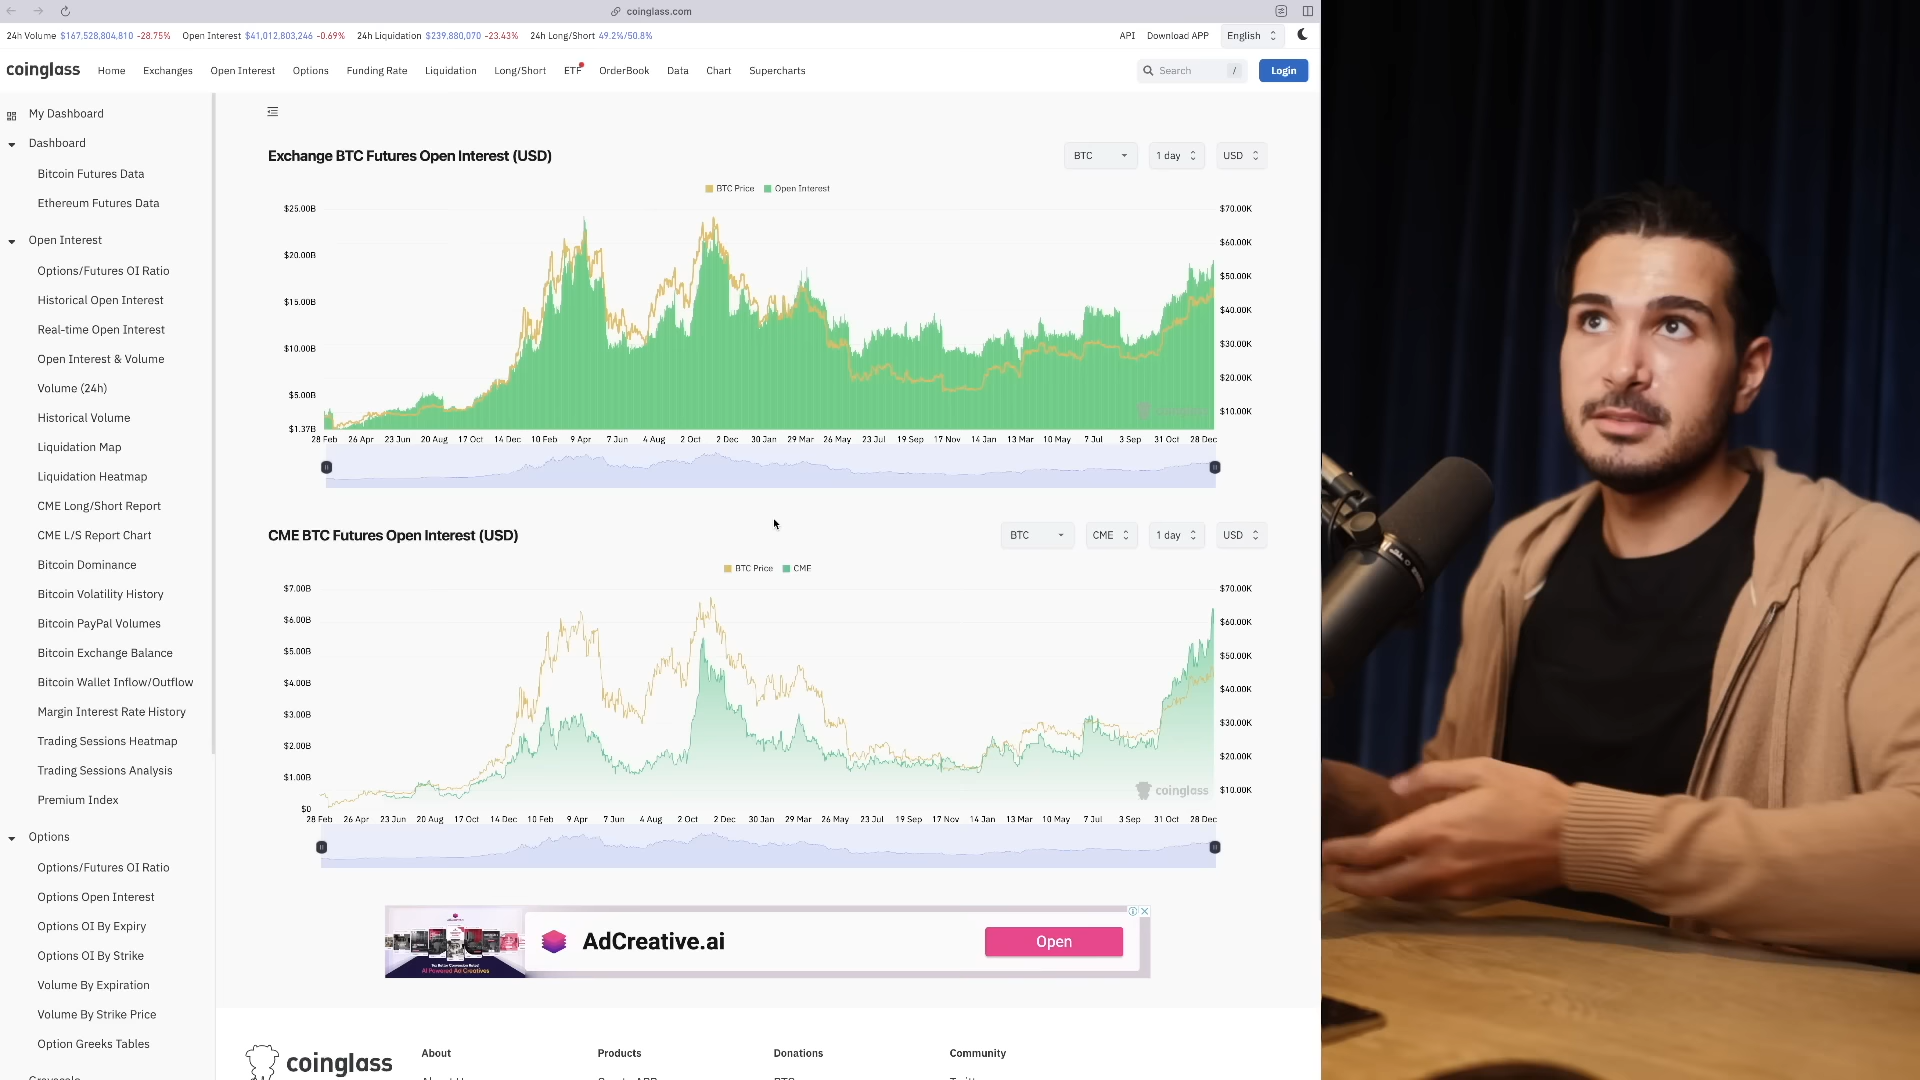 coinglass.com
24h Volume $167,528,804,810 -28.75% Open Interest $41,012,803,246 -0.69% 24h Liquidation $239,880,070 -23.43% 24h Long/Short 49.2%/50.8%
API Download APP English
coinglass Home Exchanges Open Interest Options Funding Rate Liquidation Long/Short ETF OrderBook Data Chart Supercharts
Search / Login
My Dashboard
Dashboard
Bitcoin Futures Data
Ethereum Futures Data
Open Interest
Options/Futures OI Ratio
Historical Open Interest
Real-time Open Interest
Open Interest & Volume
Volume (24h)
Historical Volume
Liquidation Map
Liquidation Heatmap
CME Long/Short Report
CME L/S Report Chart
Bitcoin Dominance
Bitcoin Volatility History
Bitcoin PayPal Volumes
Bitcoin Exchange Balance
Bitcoin Wallet Inflow/Outflow
Margin Interest Rate History
Trading Sessions Heatmap
Trading Sessions Analysis
Premium Index
Options
Options/Futures OI Ratio
Options Open Interest
Options OI By Expiry
Options OI By Strike
Volume By Expiration
Volume By Strike Price
Option Greeks Tables
Exchange BTC Futures Open Interest (USD)
BTC 1 day USD
BTC Price Open Interest
$25.00B
$20.00B
$15.00B
$10.00B
$5.00B
$1.37B
$70.00K
$60.00K
$50.00K
$40.00K
$30.00K
$20.00K
$10.00K
28 Feb 26 Apr 23 Jun 20 Aug 17 Oct 14 Dec 10 Feb 9 Apr 7 Jun 4 Aug 2 Oct 2 Dec 30 Jan 29 Mar 26 May 23 Jul 19 Sep 17 Nov 14 Jan 13 Mar 10 May 7 Jul 3 Sep 31 Oct 28 Dec
CME BTC Futures Open Interest (USD)
BTC CME 1 day USD
BTC Price CME
$7.00B
$6.00B
$5.00B
$4.00B
$3.00B
$2.00B
$1.00B
$0
$70.00K
$60.00K
$50.00K
$40.00K
$30.00K
$20.00K
$10.00K
coinglass
28 Feb 26 Apr 23 Jun 20 Aug 17 Oct 14 Dec 10 Feb 9 Apr 7 Jun 4 Aug 2 Oct 2 Dec 30 Jan 29 Mar 26 May 23 Jul 19 Sep 17 Nov 14 Jan 13 Mar 10 May 7 Jul 3 Sep 31 Oct 28 Dec
AI Powered Ad Creatives
AdCreative.ai
Open
coinglass
About Products Donations Community